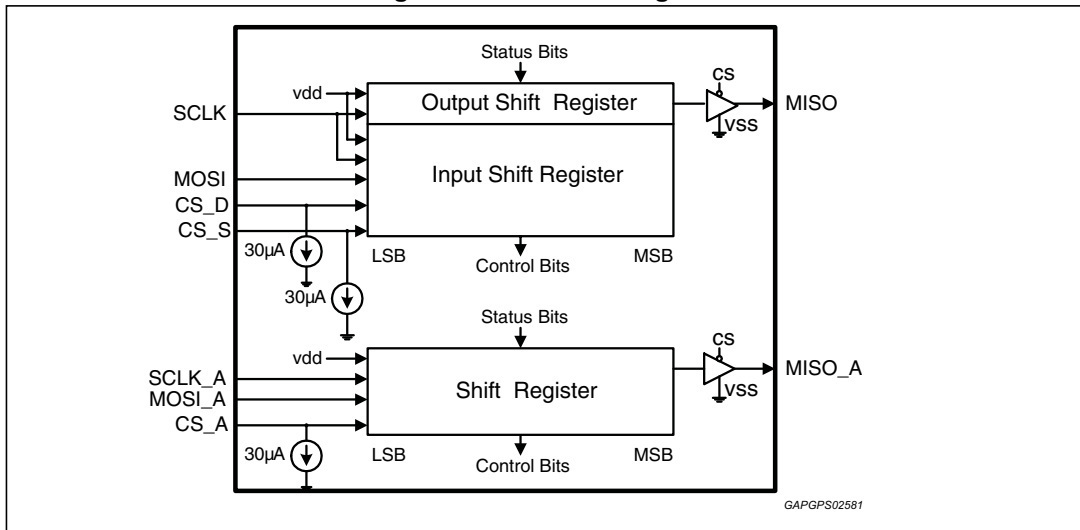 Status Bits
CS
vdd
Output Shift Register
MISO
SCLK
VSS
Input Shift Register
MOSI
CS_D
CS_S
30µA
LSB
MSB
Control Bits
30µA
Status Bits
CS
vdd
MISO_A
SCLK_A
Shift Register
VSS
MOSI_A
CS_A
30µA
LSB
MSB
Control Bits
GAPGPS02581